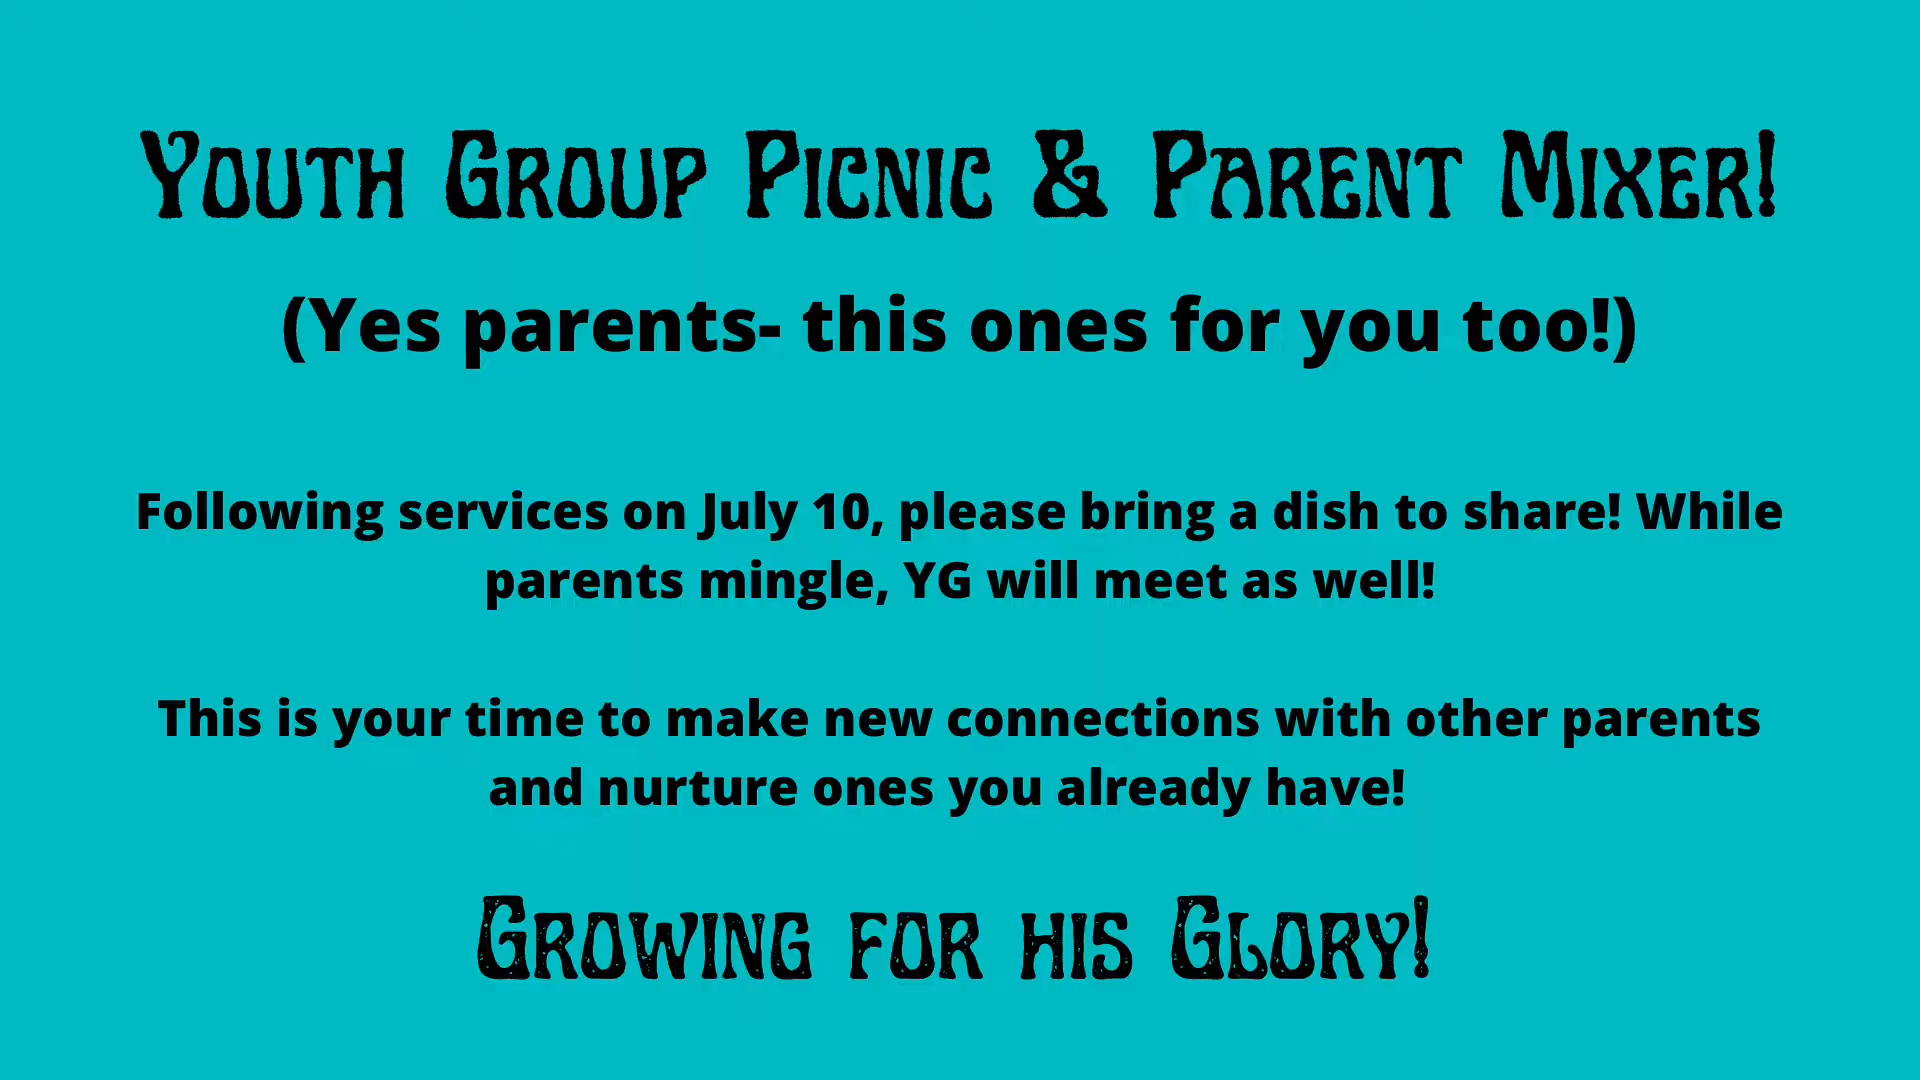 Youth Group Picnic & Parent Mixer!
(Yes parents- this ones for you too!)
Following services on July 10, please bring a dish to share! While
parents mingle, YG will meet as well!
This is your time to make new connections with other parents
and nurture ones you already have!
Growing for his Glory!